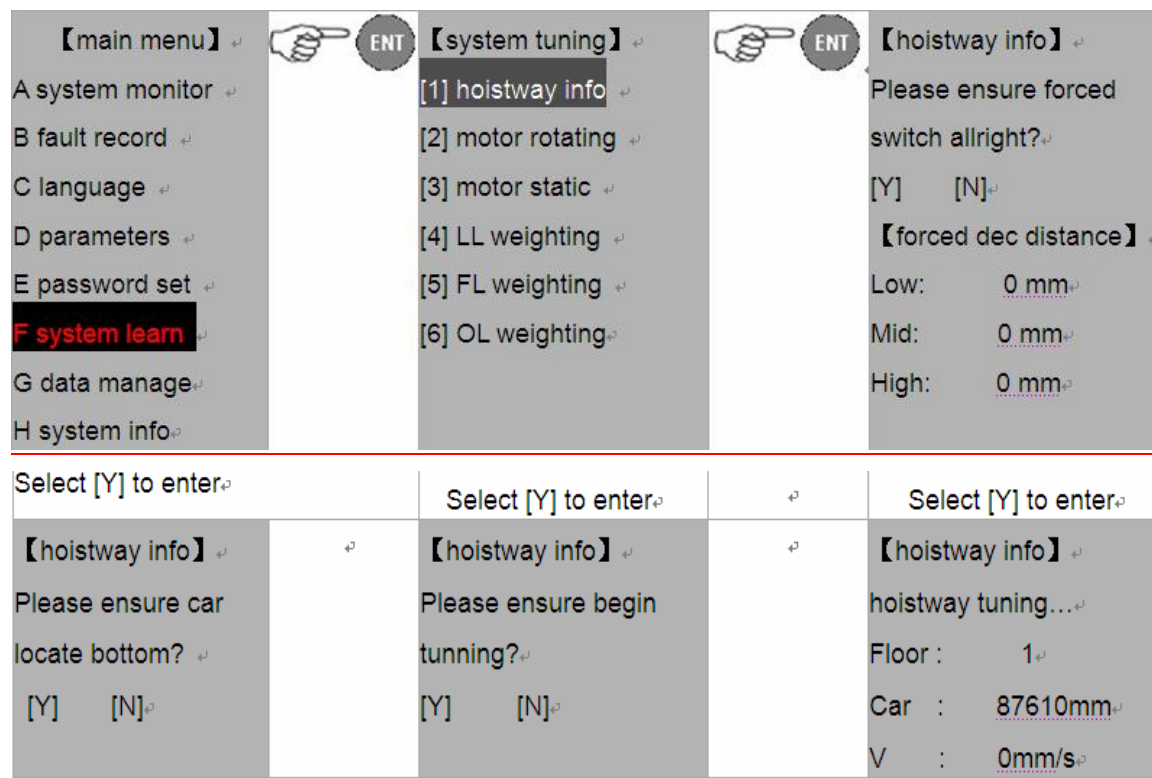 【main menu】
A system monitor
B fault record
C language
D parameters
E password set
F system learn
G data manage
H system info
ENT
【system tuning】
[1] hoistway info
[2] motor rotating
[3] motor static
[4] LL weighting
[5] FL weighting
[6] OL weighting
ENT
【hoistway info】
Please ensure forced
switch allright?
[Y] [N]
【forced dec distance】
Low: 0 mm
Mid: 0 mm
High: 0 mm
Select [Y] to enter
【hoistway info】
Please ensure car
locate bottom?
[Y] [N]
Select [Y] to enter
【hoistway info】
Please ensure begin
tunning?
[Y] [N]
Select [Y] to enter
【hoistway info】
hoistway tuning…
Floor : 1
Car : 87610mm
V : 0mm/s